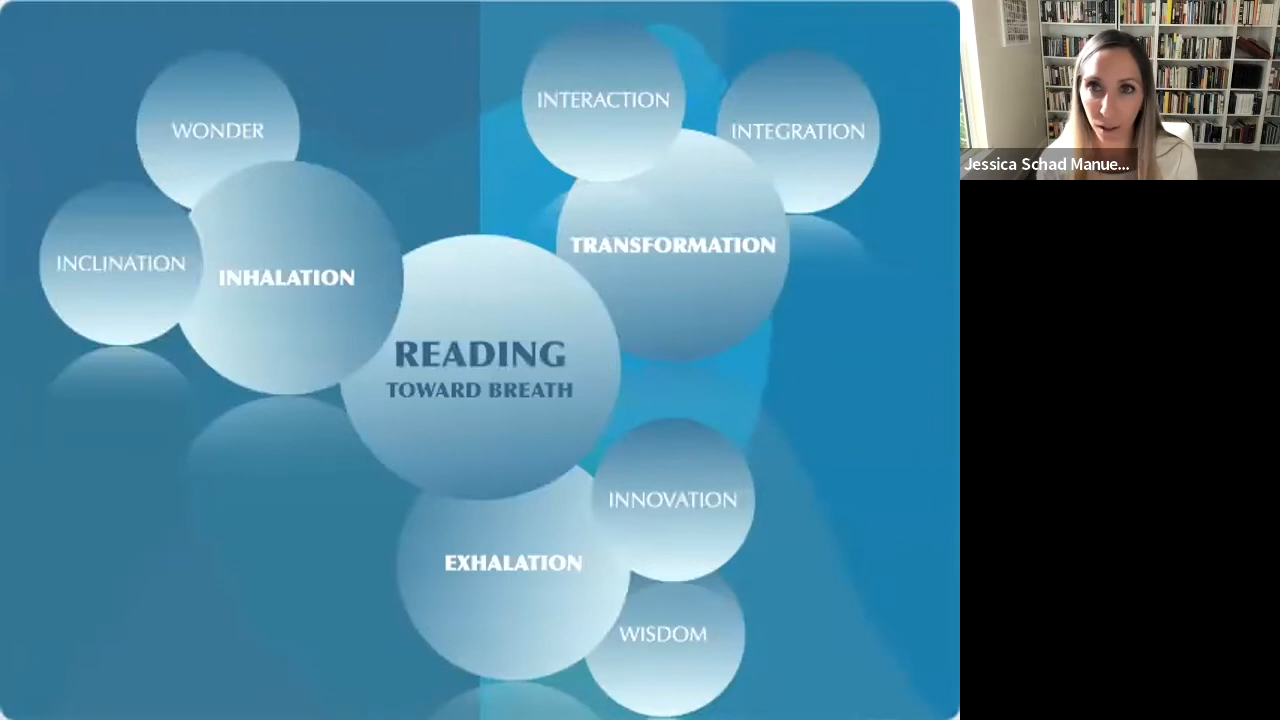 WONDER
INCLINATION
INHALATION
READING
TOWARD BREATH
INTERACTION
INTEGRATION
TRANSFORMATION
INNOVATION
EXHALATION
WISDOM
Jessica Schad Manue...